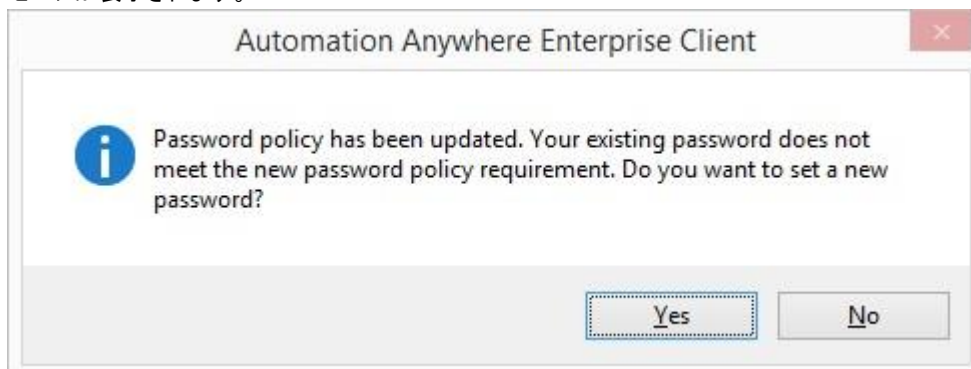 Automation Anywhere Enterprise Client
Password policy has been updated. Your existing password does not
meet the new password policy requirement. Do you want to set a new
password?
Yes
No